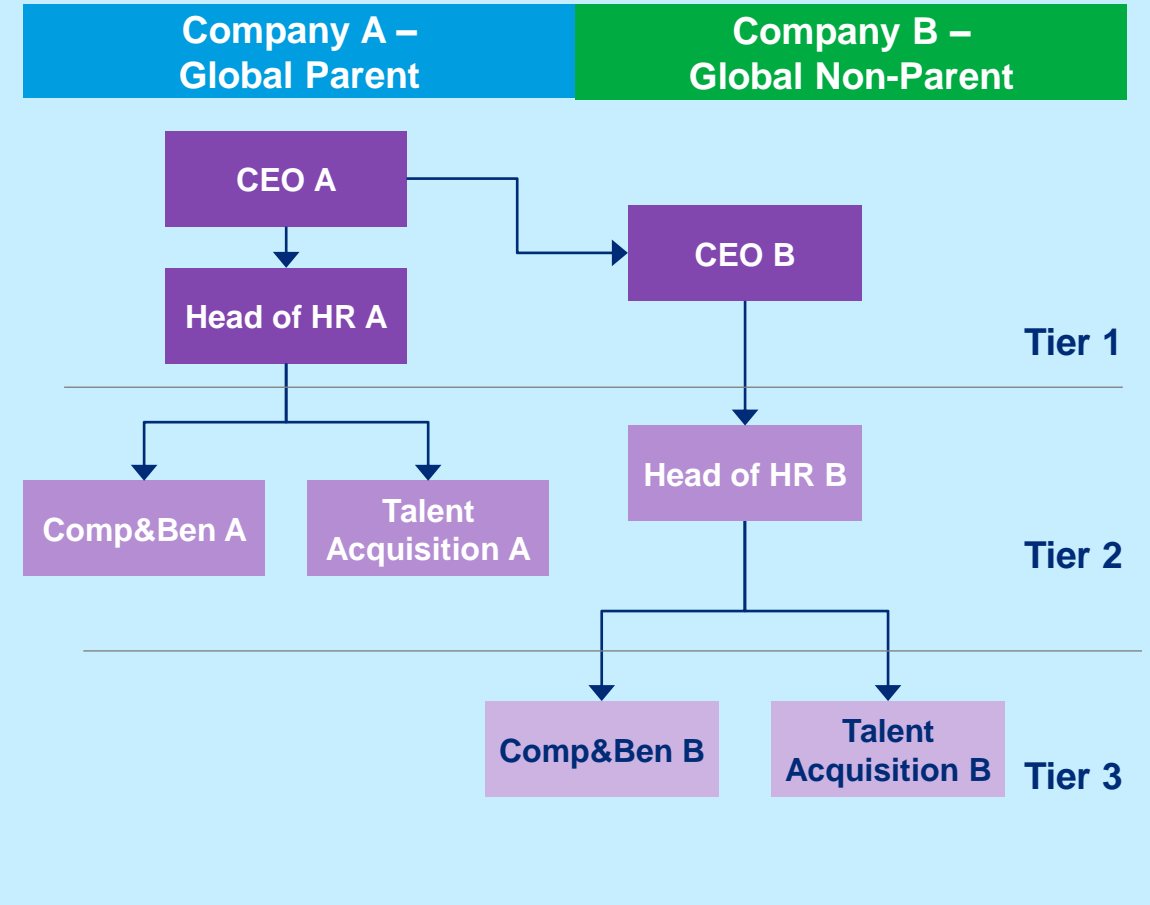 Company A –
Global Parent
Company B –
Global Non-Parent
CEO A
CEO B
Head of HR A
Tier 1
Head of HR B
Comp&Ben A
Talent
Acquisition A
Tier 2
Comp&Ben B
Talent
Acquisition B
Tier 3